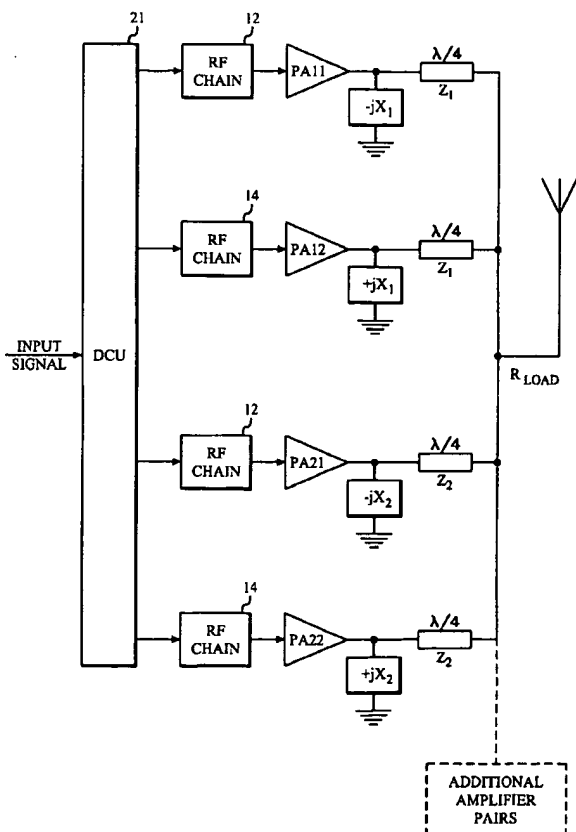 21
12
RF
CHAIN
PA11
λ/4
Z₁
-jX₁
14
RF
CHAIN
PA12
λ/4
Z₁
+jX₁
INPUT
SIGNAL
DCU
R LOAD
12
RF
CHAIN
PA21
λ/4
Z₂
-jX₂
14
RF
CHAIN
PA22
λ/4
Z₂
+jX₂
ADDITIONAL
AMPLIFIER
PAIRS